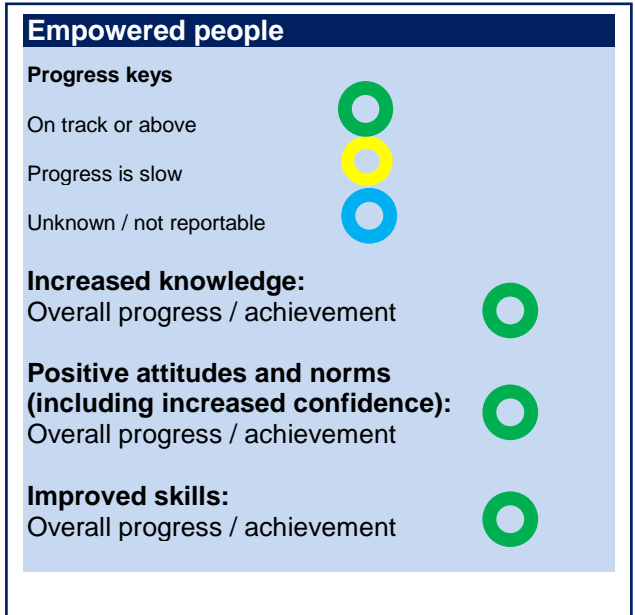 Empowered people
Progress keys
On track or above
Progress is slow
Unknown / not reportable
Increased knowledge:
Overall progress / achievement
Positive attitudes and norms
(including increased confidence):
Overall progress / achievement
Improved skills:
Overall progress / achievement